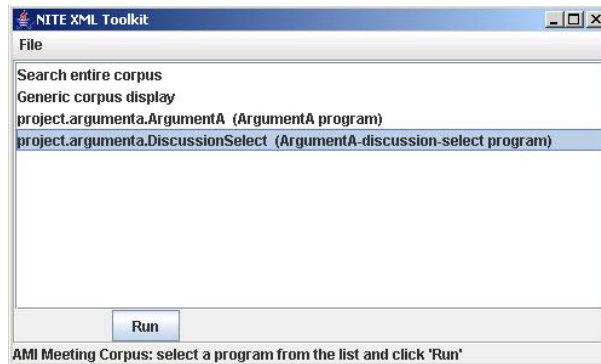 NITE XML Toolkit
File
Search entire corpus
Generic corpus display
project.argumenta.ArgumentA (ArgumentA program)
project.argumenta.DiscussionSelect (ArgumentA-discussion-select program)
Run
AMI Meeting Corpus: select a program from the list and click 'Run'